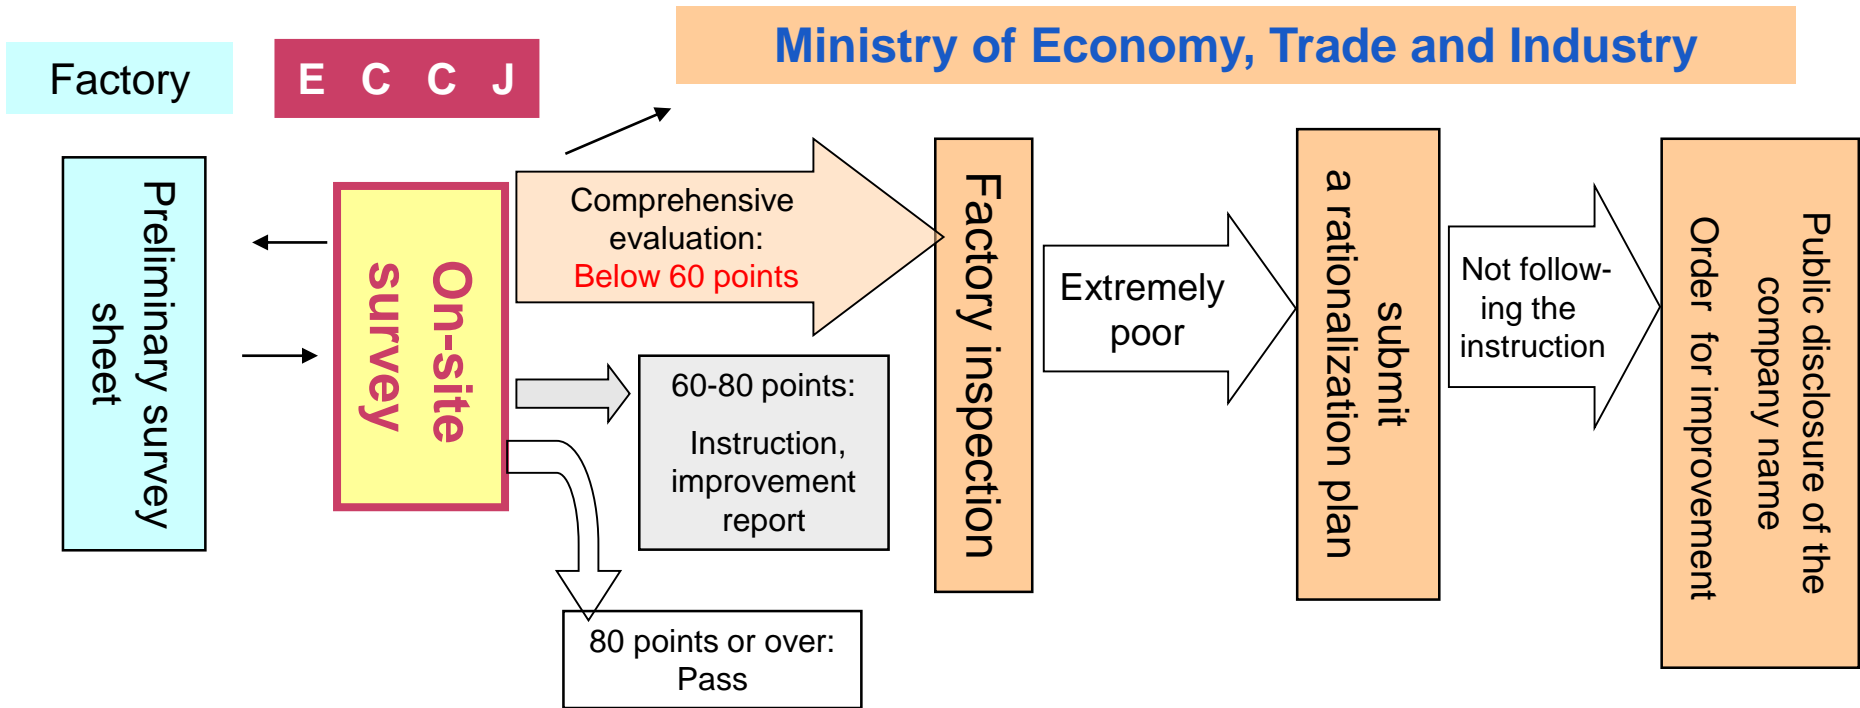 Ministry of Economy, Trade and Industry
Factory
E C C J
Preliminary survey
sheet
On-site
survey
Comprehensive
evaluation:
Below 60 points
60-80 points:
Instruction,
improvement
report
80 points or over:
Pass
Factory inspection
Extremely
poor
submit
a rationalization plan
Not follow-
ing the
instruction
Public disclosure of the
company name
Order for improvement